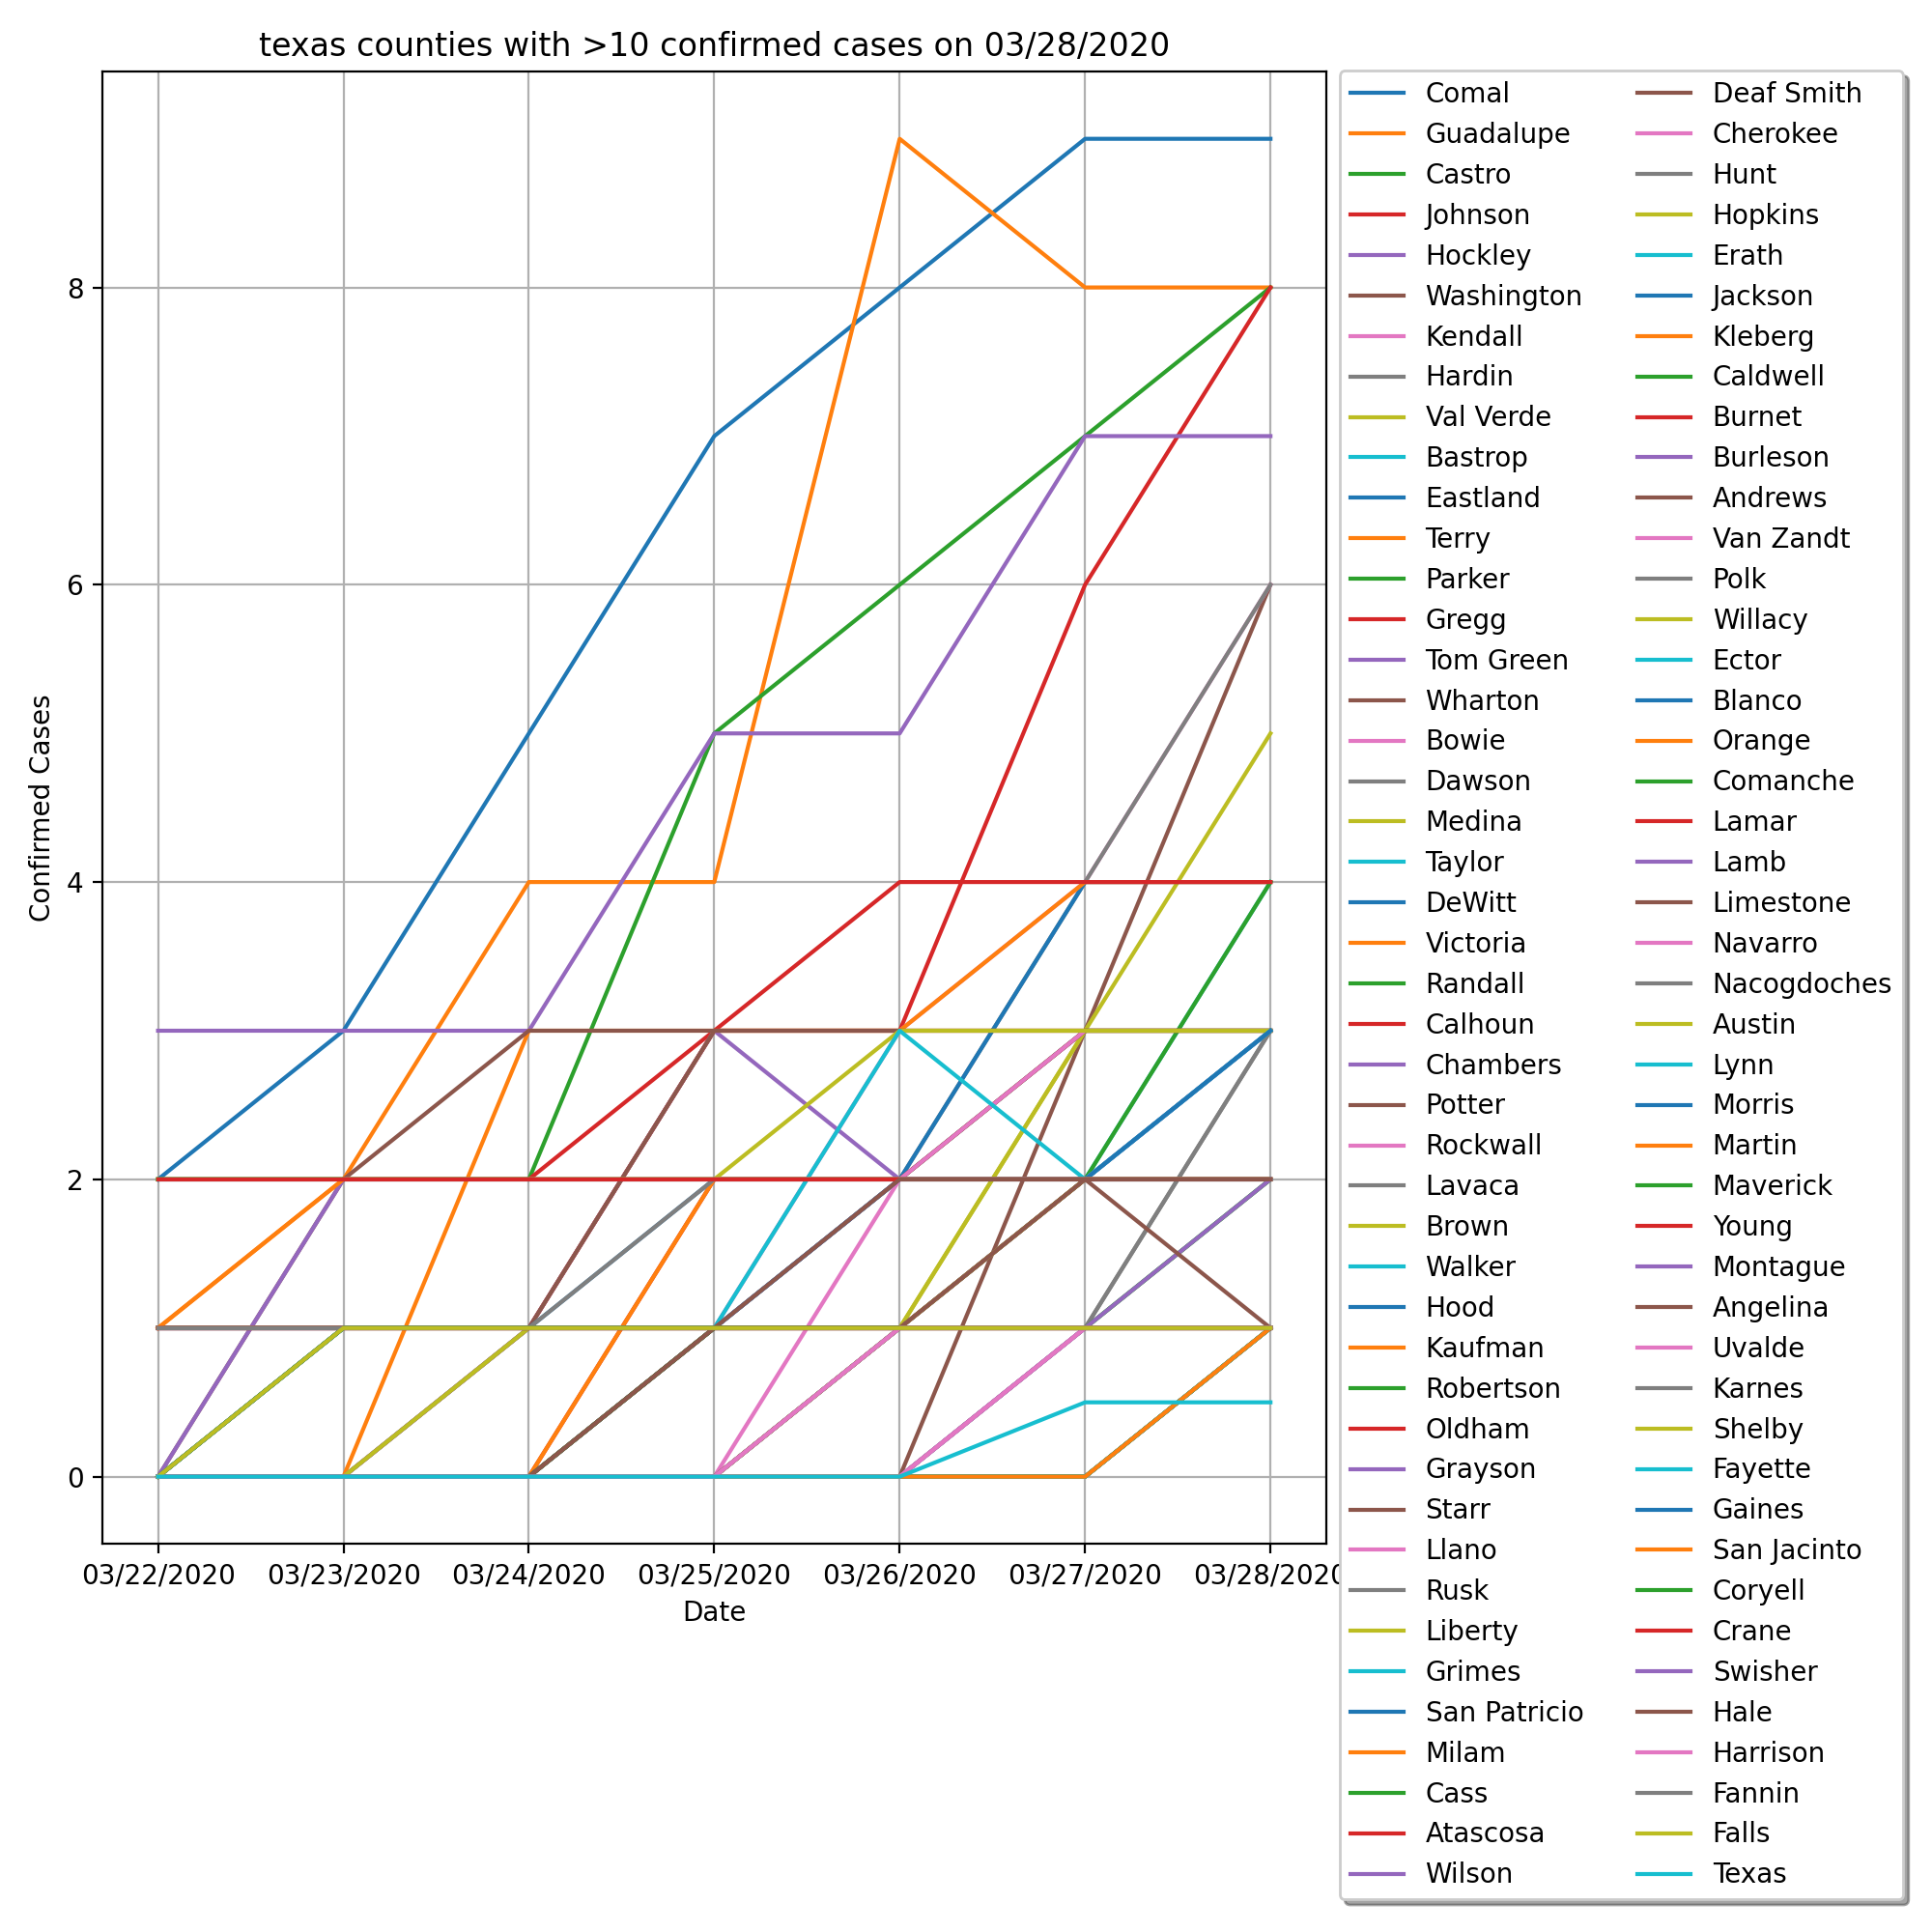 texas counties with >10 confirmed cases on 03/28/2020
Confirmed Cases
8
6
4
2
0
03/22/2020 03/23/2020 03/24/2020 03/25/2020 03/26/2020 03/27/2020 03/28/2020
Date
Comal
Guadalupe
Castro
Johnson
Hockley
Washington
Kendall
Hardin
Val Verde
Bastrop
Eastland
Terry
Parker
Gregg
Tom Green
Wharton
Bowie
Dawson
Medina
Taylor
DeWitt
Victoria
Randall
Calhoun
Chambers
Potter
Rockwall
Lavaca
Brown
Walker
Hood
Kaufman
Robertson
Oldham
Grayson
Starr
Llano
Rusk
Liberty
Grimes
San Patricio
Milam
Cass
Atascosa
Wilson
Deaf Smith
Cherokee
Hunt
Hopkins
Erath
Jackson
Kleberg
Caldwell
Burnet
Burleson
Andrews
Van Zandt
Polk
Willacy
Ector
Blanco
Orange
Comanche
Lamar
Lamb
Limestone
Navarro
Nacogdoches
Austin
Lynn
Morris
Martin
Maverick
Young
Montague
Angelina
Uvalde
Karnes
Shelby
Fayette
Gaines
San Jacinto
Coryell
Crane
Swisher
Hale
Harrison
Fannin
Falls
Texas